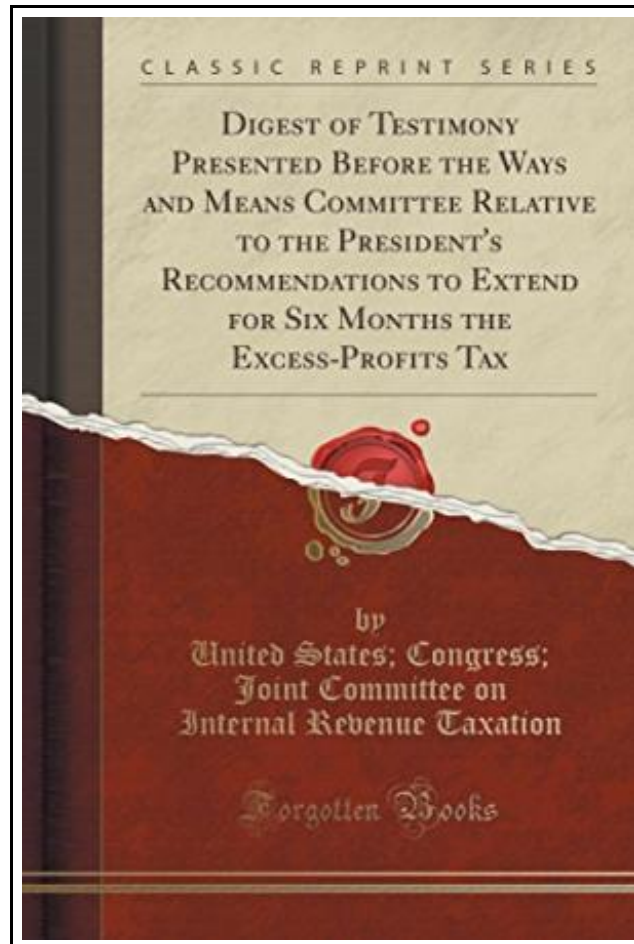 CLASSIC REPRINT SERIES
DIGEST OF TESTIMONY
PRESENTED BEFORE THE WAYS
AND MEANS COMMITTEE RELATIVE
TO THE PRESIDENT'S
RECOMMENDATIONS TO EXTEND
FOR SIX MONTHS THE
EXCESS-PROFITS TAX
by
United States; Congress;
Joint Committee on
Internal Revenue Taxation
Forgotten Books